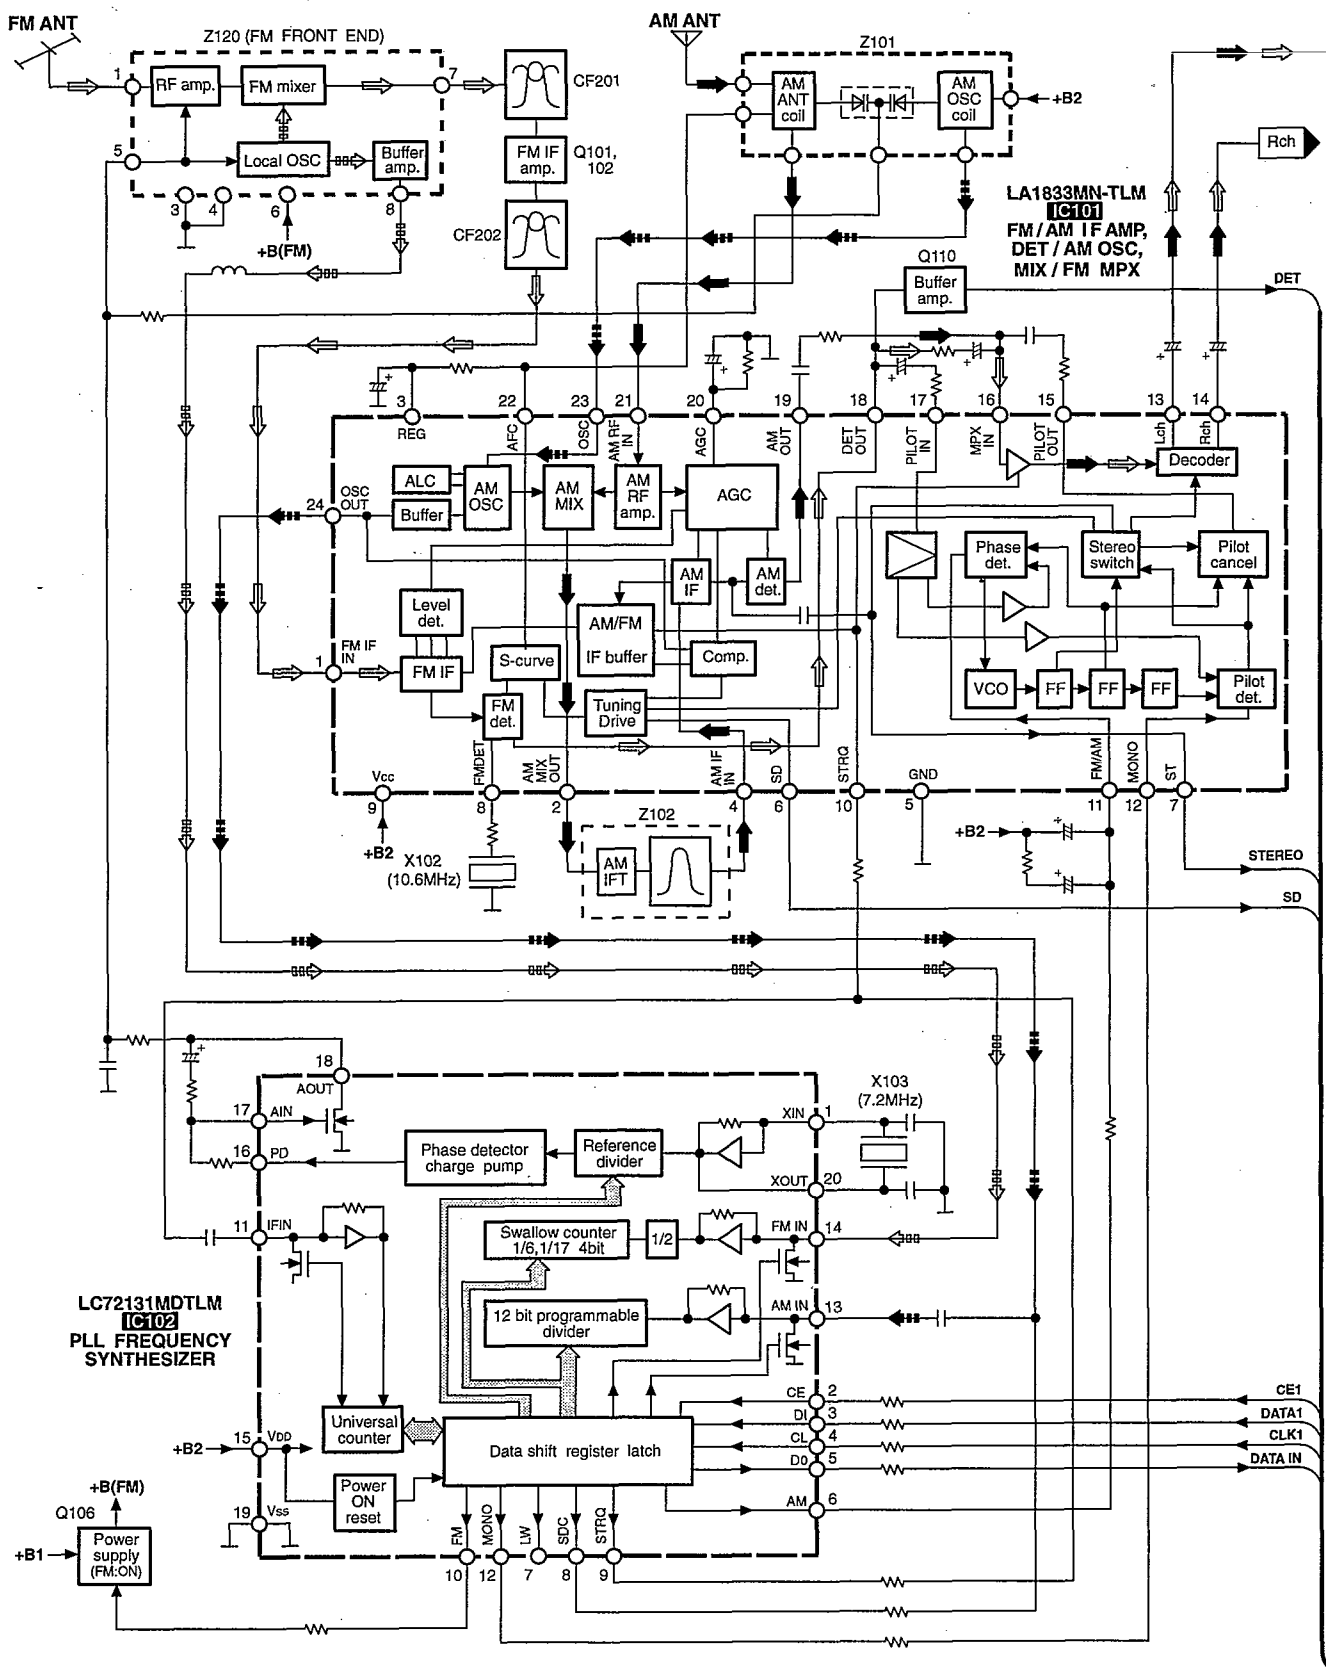 FM ANT
Z120 (FM FRONT END)
1
RF amp.
FM mixer
7
5
Local OSC
Buffer
amp.
3
4
6
8
+B(FM)
CF201
FM IF
amp.
Q101,
102
CF202
AM ANT
Z101
AM
ANT
coil
AM
OSC
coil
+B2
Rch
LA1833MN-TLM
IC101
FM/AM IF AMP,
DET/AM OSC,
MIX/FM MPX
Q110
Buffer
amp.
DET
3
22
23
21
20
19
18
17
16
15
13
14
REG
AFC
OSC
AM RF
IN
AGC
AM
OUT
DET
OUT
PILOT
IN
MPX
IN
PILOT
OUT
Lch
Rch
Decoder
24
OSC
OUT
ALC
Buffer
AM
OSC
AM
MIX
AM
RF
amp.
AGC
Phase
det.
Stereo
switch
Pilot
cancel
AM
IF
AM
det.
Level
det.
AM/FM
IF buffer
1
FM IF
IN
FM IF
S-curve
Comp.
FM
det.
Tuning
Drive
VCO
FF
FF
FF
Pilot
det.
Vcc
FMDET
AM
MIX
OUT
AM IF
IN
SD
STRQ
GND
FM/AM
MONO
ST
9
8
2
4
6
10
5
11
12
7
+B2
X102
(10.6MHz)
Z102
AM
IFT
+B2
STEREO
SD
18
AOUT
17
AIN
16
PD
Phase detector
charge pump
Reference
divider
XIN
1
X103
(7.2MHz)
XOUT
20
11
IFIN
Swallow counter
1/6,1/17 4bit
1/2
FM IN
14
LC72131MDTLM
IC102
PLL FREQUENCY
SYNTHESIZER
12 bit programmable
divider
AM IN
13
CE
2
CE1
DI
3
DATA1
CL
4
CLK1
DO
5
DATA IN
Universal
counter
Data shift register latch
+B2
15
VDD
Power
ON
reset
AM
6
19
Vss
+B(FM)
Q106
+B1
Power
supply
(FM:ON)
FM
MONO
LW
SDC
STRQ
10
12
7
8
9